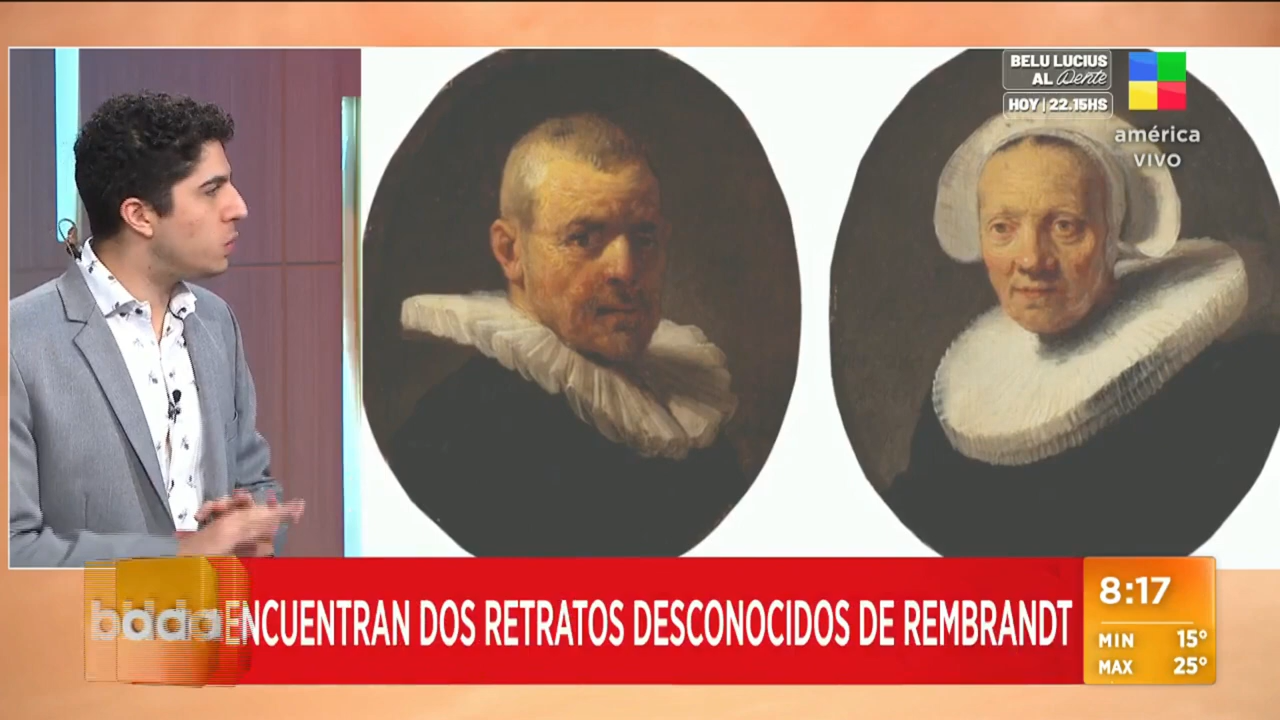 BELU LUCIUS
AL Dente
HOY | 22.15HS
américa
VIVO
ENCUENTRAN DOS RETRATOS DESCONOCIDOS DE REMBRANDT
8:17
MIN 15°
MAX 25°